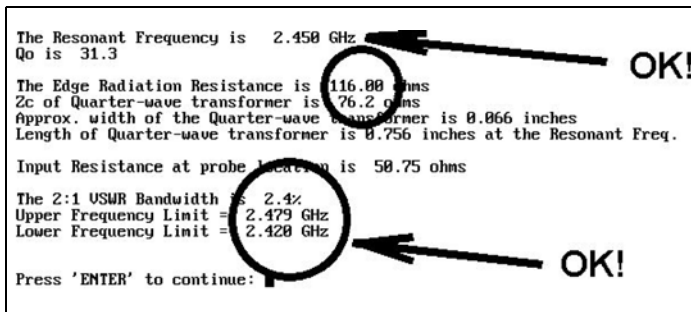 The Resonant Frequency is 2.450 GHz
OK!
Qo is 31.3
The Edge Radiation Resistance is 116.00 ohms
Zc of Quarter-wave transformer is 76.2 ohms
Approx. width of the Quarter-wave transformer is 0.066 inches
Length of Quarter-wave transformer is 0.756 inches at the Resonant Freq.
Input Resistance at probe location is 50.75 ohms
The 2:1 VSWR Bandwidth is 2.4%
Upper Frequency Limit = 2.479 GHz
Lower Frequency Limit = 2.420 GHz
OK!
Press 'ENTER' to continue: